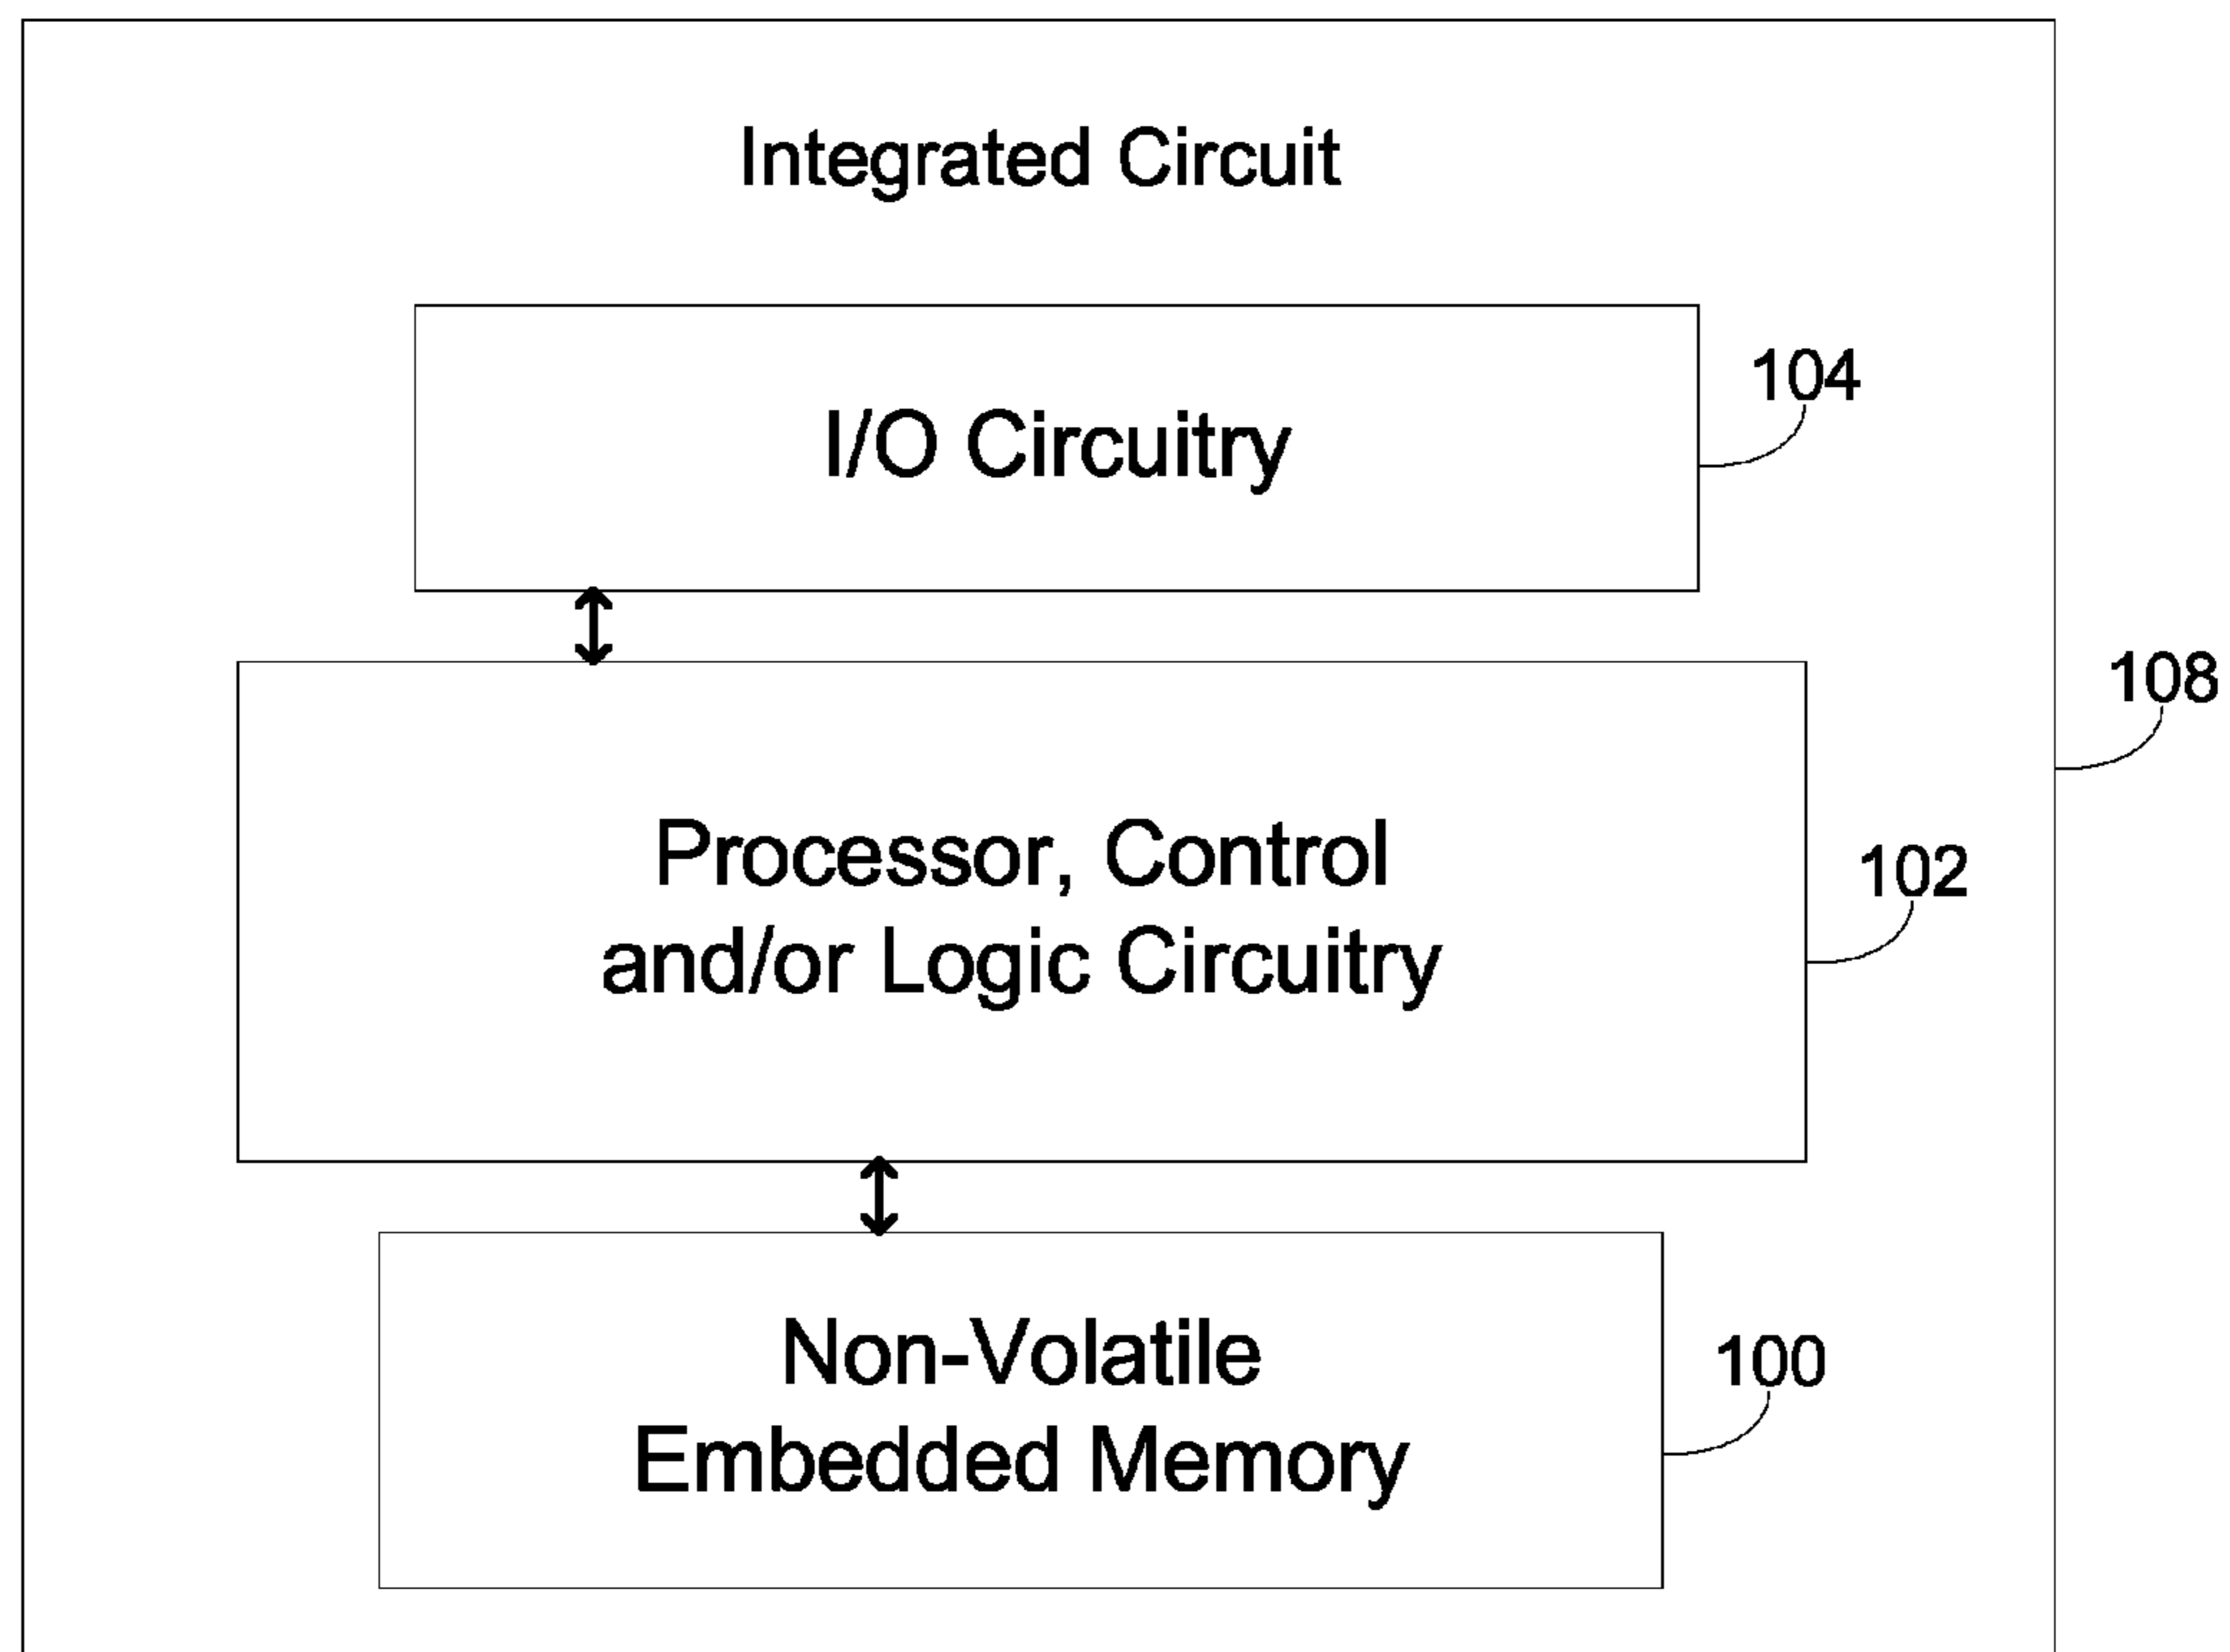 Integrated Circuit
I/O Circuitry
104
108
Processor, Control
and/or Logic Circuitry
102
Non-Volatile
Embedded Memory
100